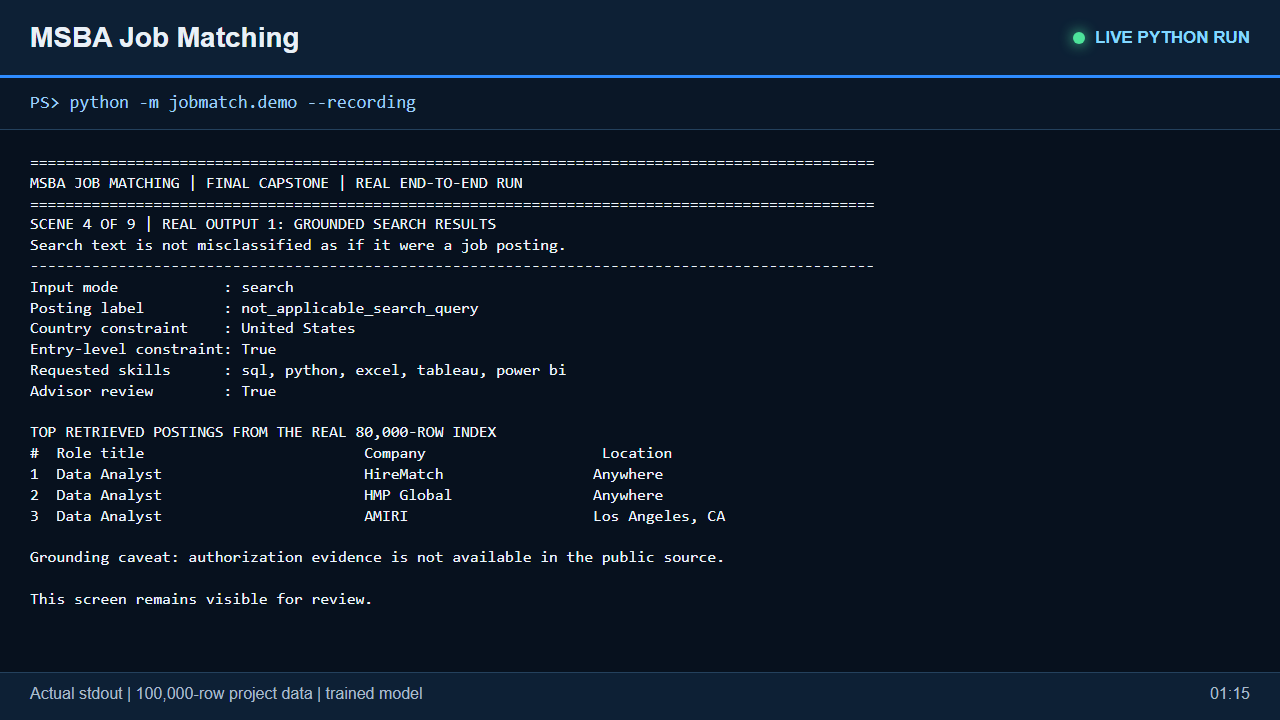 MSBA Job Matching
LIVE PYTHON RUN
PS> python -m jobmatch.demo --recording
================================================================================================
MSBA JOB MATCHING | FINAL CAPSTONE | REAL END-TO-END RUN
================================================================================================
SCENE 4 OF 9 | REAL OUTPUT 1: GROUNDED SEARCH RESULTS
Search text is not misclassified as if it were a job posting.
------------------------------------------------------------------------------------------------
Input mode            : search
Posting label         : not_applicable_search_query
Country constraint    : United States
Entry-level constraint: True
Requested skills      : sql, python, excel, tableau, power bi
Advisor review        : True
TOP RETRIEVED POSTINGS FROM THE REAL 80,000-ROW INDEX
#  Role title                         Company                    Location
1  Data Analyst                       HireMatch                 Anywhere
2  Data Analyst                       HMP Global                Anywhere
3  Data Analyst                       AMIRI                     Los Angeles, CA
Grounding caveat: authorization evidence is not available in the public source.
This screen remains visible for review.
Actual stdout | 100,000-row project data | trained model
01:15